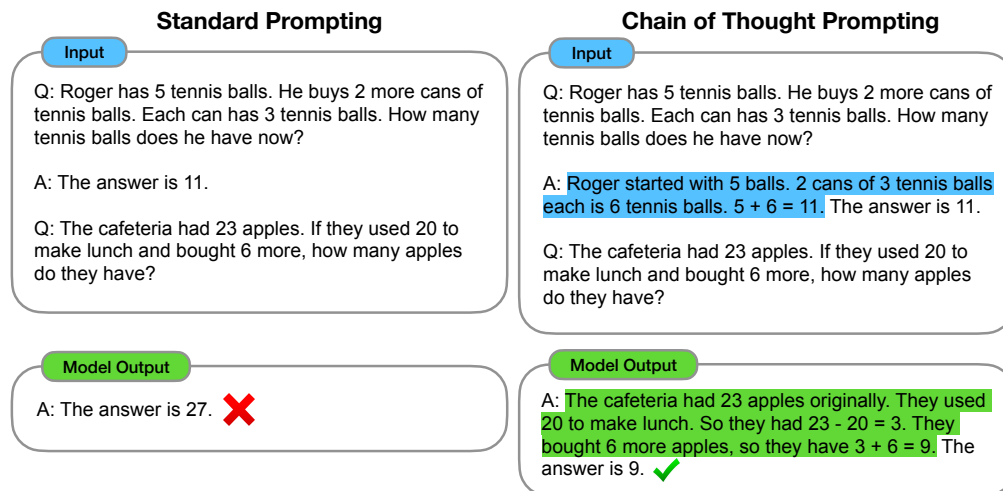 Standard Prompting
Input
Q: Roger has 5 tennis balls. He buys 2 more cans of
tennis balls. Each can has 3 tennis balls. How many
tennis balls does he have now?
A: The answer is 11.
Q: The cafeteria had 23 apples. If they used 20 to
make lunch and bought 6 more, how many apples
do they have?
Model Output
A: The answer is 27.
Chain of Thought Prompting
Input
Q: Roger has 5 tennis balls. He buys 2 more cans of
tennis balls. Each can has 3 tennis balls. How many
tennis balls does he have now?
A: Roger started with 5 balls. 2 cans of 3 tennis balls
each is 6 tennis balls. 5 + 6 = 11. The answer is 11.
Q: The cafeteria had 23 apples. If they used 20 to
make lunch and bought 6 more, how many apples
do they have?
Model Output
A: The cafeteria had 23 apples originally. They used
20 to make lunch. So they had 23 - 20 = 3. They
bought 6 more apples, so they have 3 + 6 = 9. The
answer is 9.